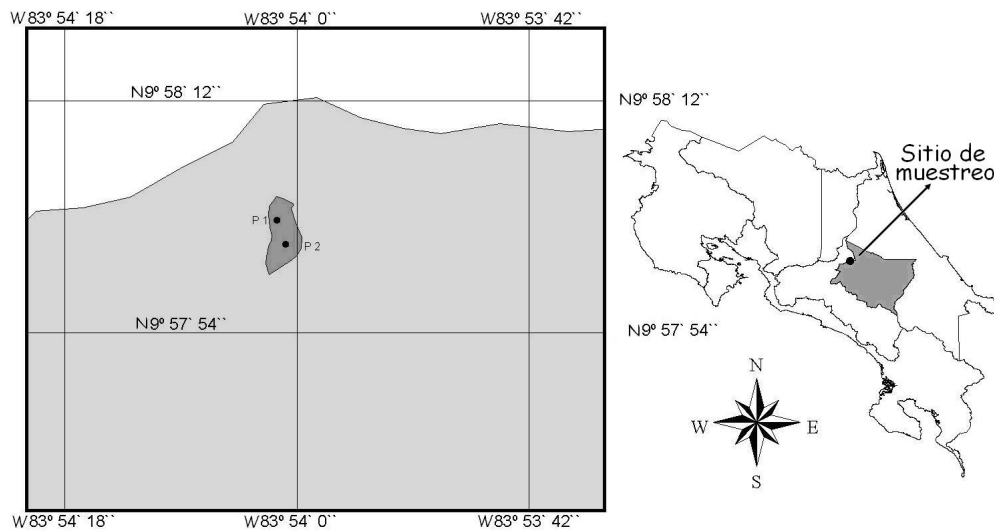 W83º 54` 18``
W83º 54` 0``
W83º 53` 42``
N9º 58` 12``
P 1
P 2
N9º 57` 54``
W83º 54` 18``
W83º 54` 0``
W83º 53` 42``
N9º 58` 12``
Sitio de
muestreo
N9º 57` 54``
N
W
E
S